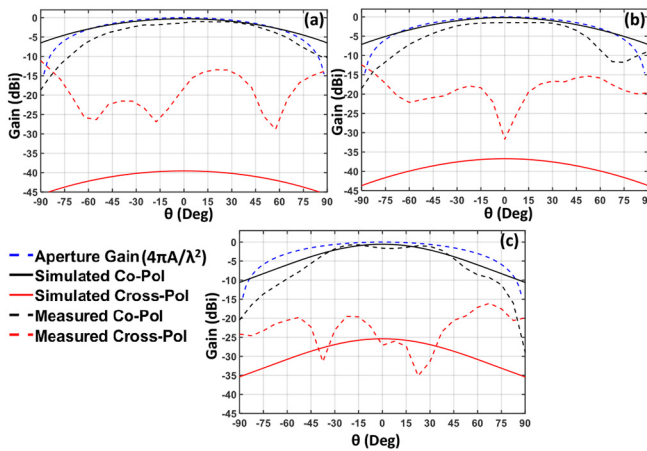 (a)
Gain (dBi)
0
-5
-10
-15
-20
-25
-30
-35
-40
-45
-90 -75 -60 -45 -30 -15 0 15 30 45 60 75 90
θ (Deg)
(b)
Gain (dBi)
0
-5
-10
-15
-20
-25
-30
-35
-40
-45
-90 -75 -60 -45 -30 -15 0 15 30 45 60 75 90
θ (Deg)
Aperture Gain (4πA/λ²)
Simulated Co-Pol
Simulated Cross-Pol
Measured Co-Pol
Measured Cross-Pol
(c)
Gain (dBi)
0
-5
-10
-15
-20
-25
-30
-35
-40
-45
-90 -75 -60 -45 -30 -15 0 15 30 45 60 75 90
θ (Deg)